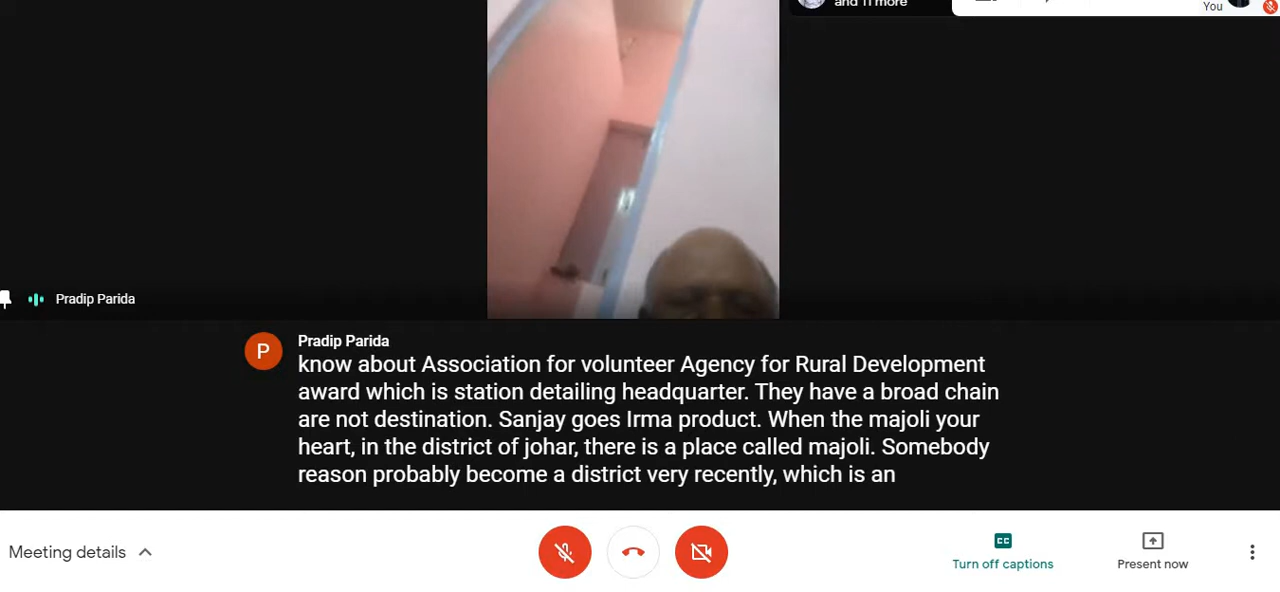 and 11 more
You
Pradip Parida
P
Pradip Parida
know about Association for volunteer Agency for Rural Development
award which is station detailing headquarter. They have a broad chain
are not destination. Sanjay goes Irma product. When the majoli your
heart, in the district of johar, there is a place called majoli. Somebody
reason probably become a district very recently, which is an
Meeting details
CC
Turn off captions
Present now